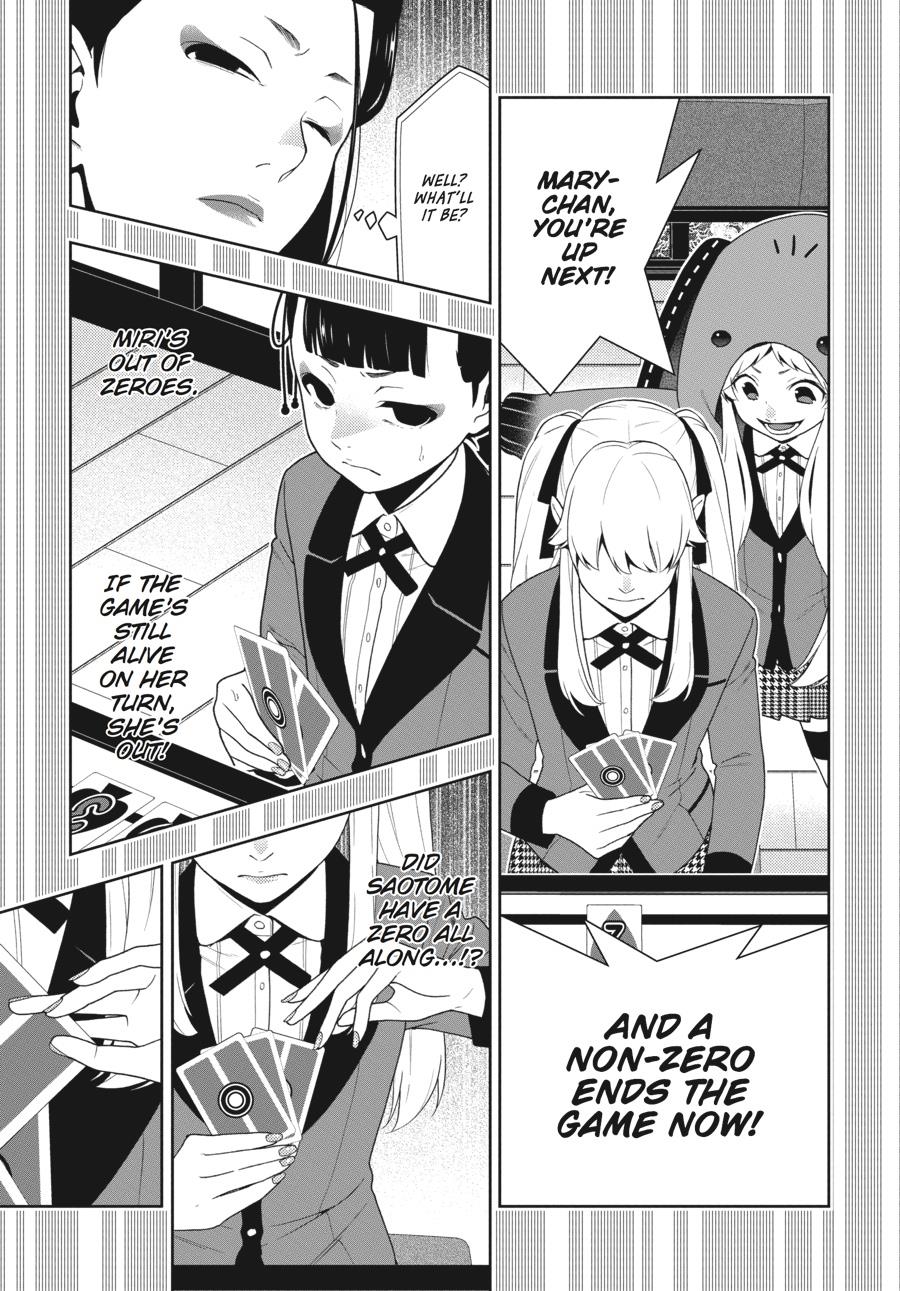 MARY-
CHAN,
YOU'RE
UP
NEXT!
7
AND A
NON-ZERO
ENDS THE
GAME NOW!
WELL?
WHAT'LL
IT BE?
MIRI'S
OUT OF
ZEROES.
IF THE
GAME'S
STILL
ALIVE
ON HER
TURN,
SHE'S
OUT!
3
DID
SAOTOME
HAVE A
ZERO ALL
ALONG...!?